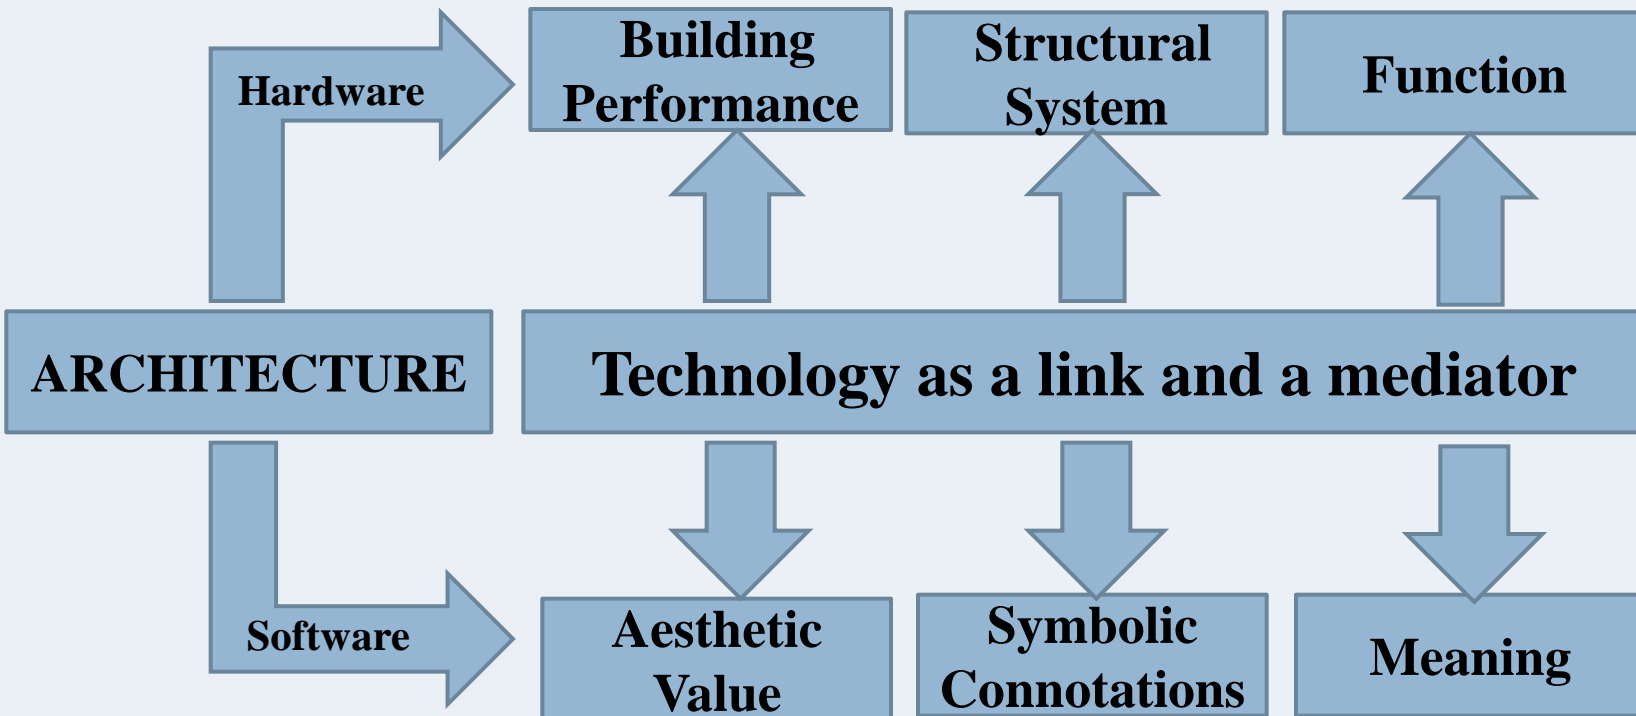 Hardware
Building
Performance
Structural
System
Function
ARCHITECTURE
Technology as a link and a mediator
Software
Aesthetic
Value
Symbolic
Connotations
Meaning